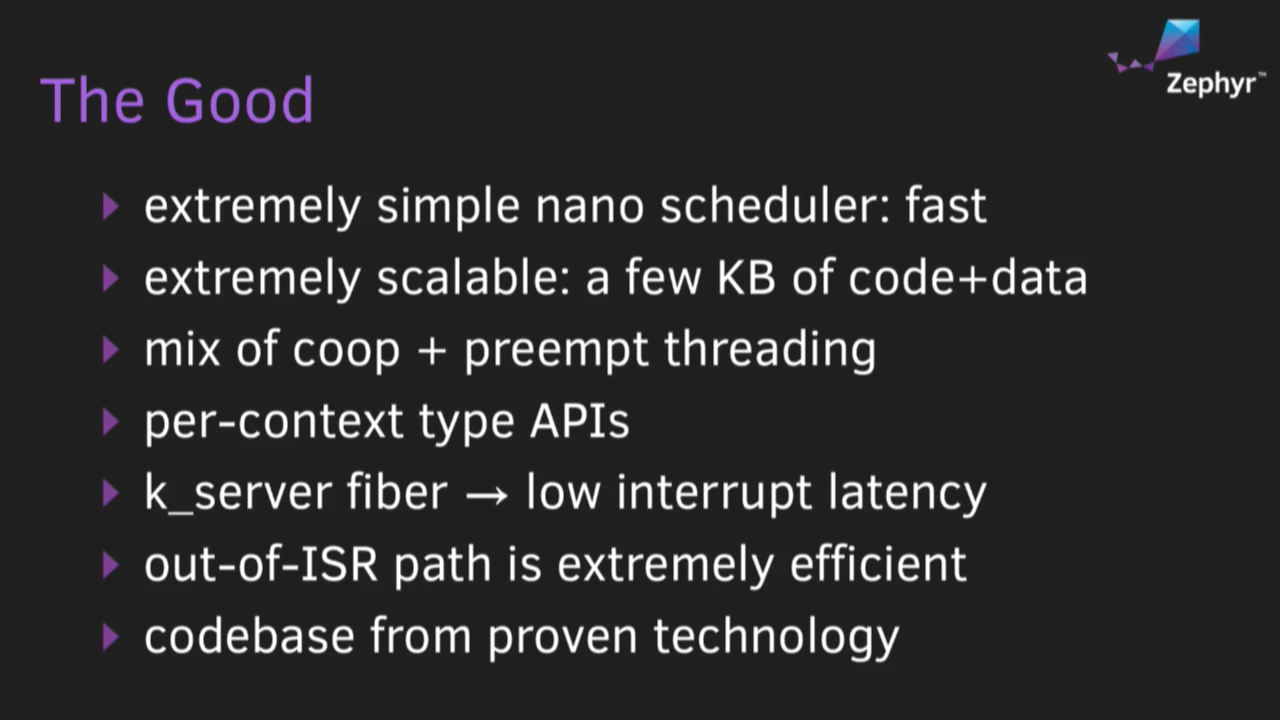 Zephyr™
The Good
extremely simple nano scheduler: fast
extremely scalable: a few KB of code+data
mix of coop + preempt threading
per-context type APIs
k_server fiber → low interrupt latency
out-of-ISR path is extremely efficient
codebase from proven technology